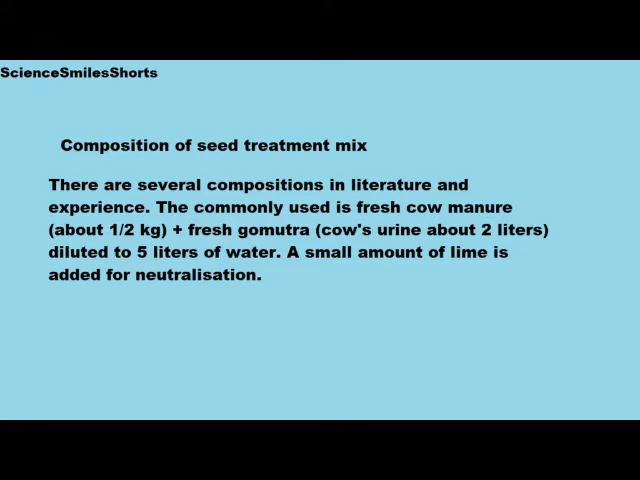 ScienceSmilesShorts
Composition of seed treatment mix
There are several compositions in literature and
experience. The commonly used is fresh cow manure
(about 1/2 kg) + fresh gomutra (cow's urine about 2 liters)
diluted to 5 liters of water. A small amount of lime is
added for neutralisation.